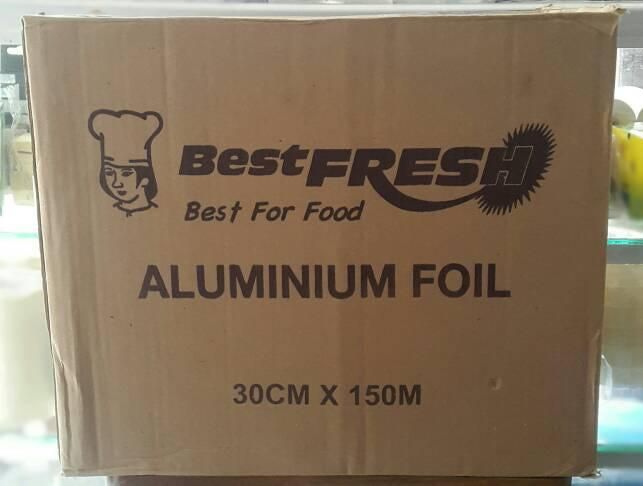 BestFRESH
Best For Food
ALUMINIUM FOIL
30CM X 150M